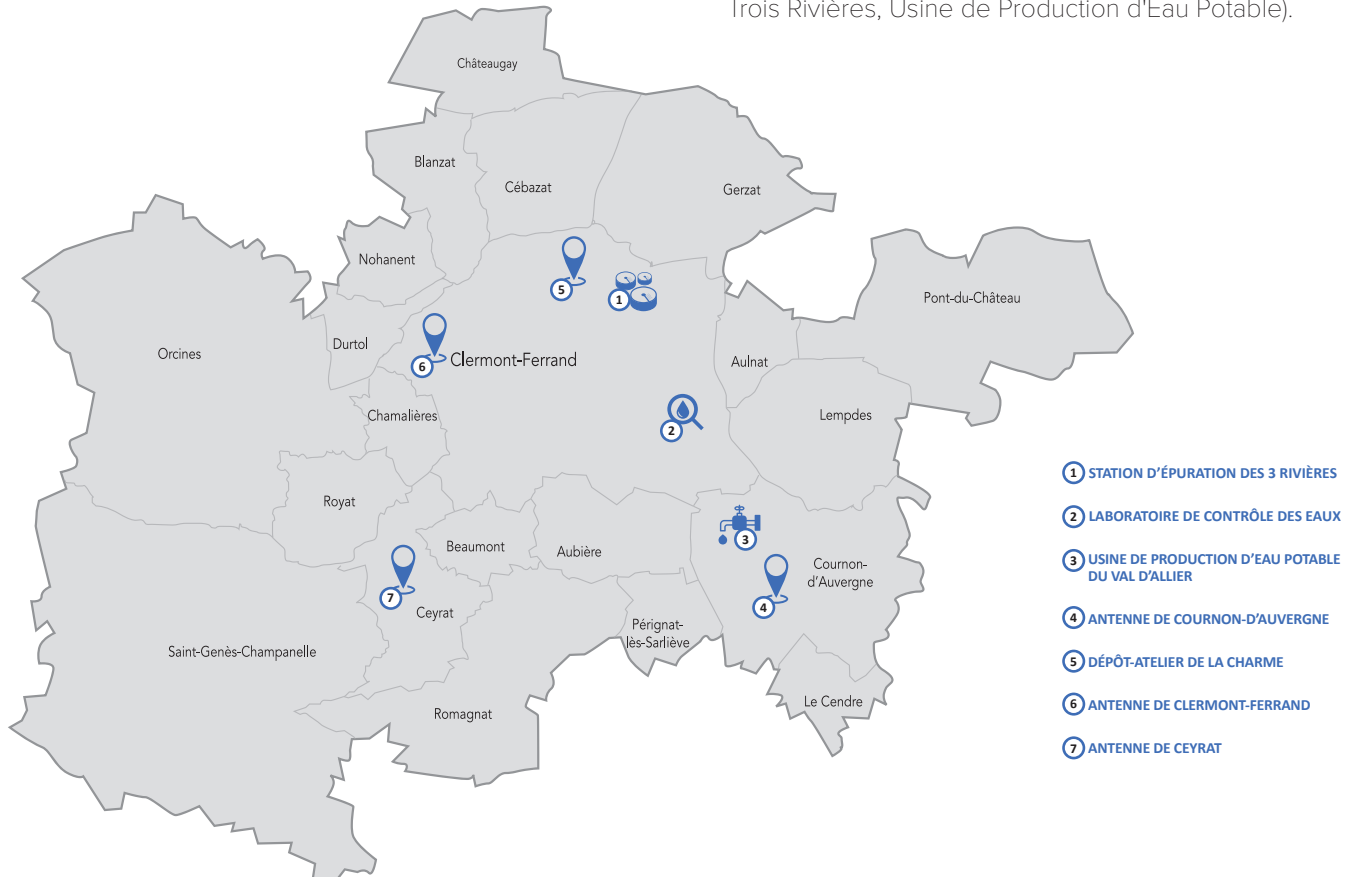 Trois Rivières, Usine de Production d'Eau Potable).
Châteaugay
Blanzat
Cébazat
Gerzat
Nohanent
5
1
Pont-du-Château
Orcines
Durtol
6
Clermont-Ferrand
Aulnat
Chamalières
2
Lempdes
Royat
3
Beaumont
Aubière
Cournon-
d'Auvergne
7
Ceyrat
4
Pérignat-
lès-Sarliève
Saint-Genès-Champanelle
Romagnat
Le Cendre
1 STATION D'ÉPURATION DES 3 RIVIÈRES
2 LABORATOIRE DE CONTRÔLE DES EAUX
3 USINE DE PRODUCTION D'EAU POTABLE
DU VAL D'ALLIER
4 ANTENNE DE COURNON-D'AUVERGNE
5 DÉPÔT-ATELIER DE LA CHARME
6 ANTENNE DE CLERMONT-FERRAND
7 ANTENNE DE CEYRAT